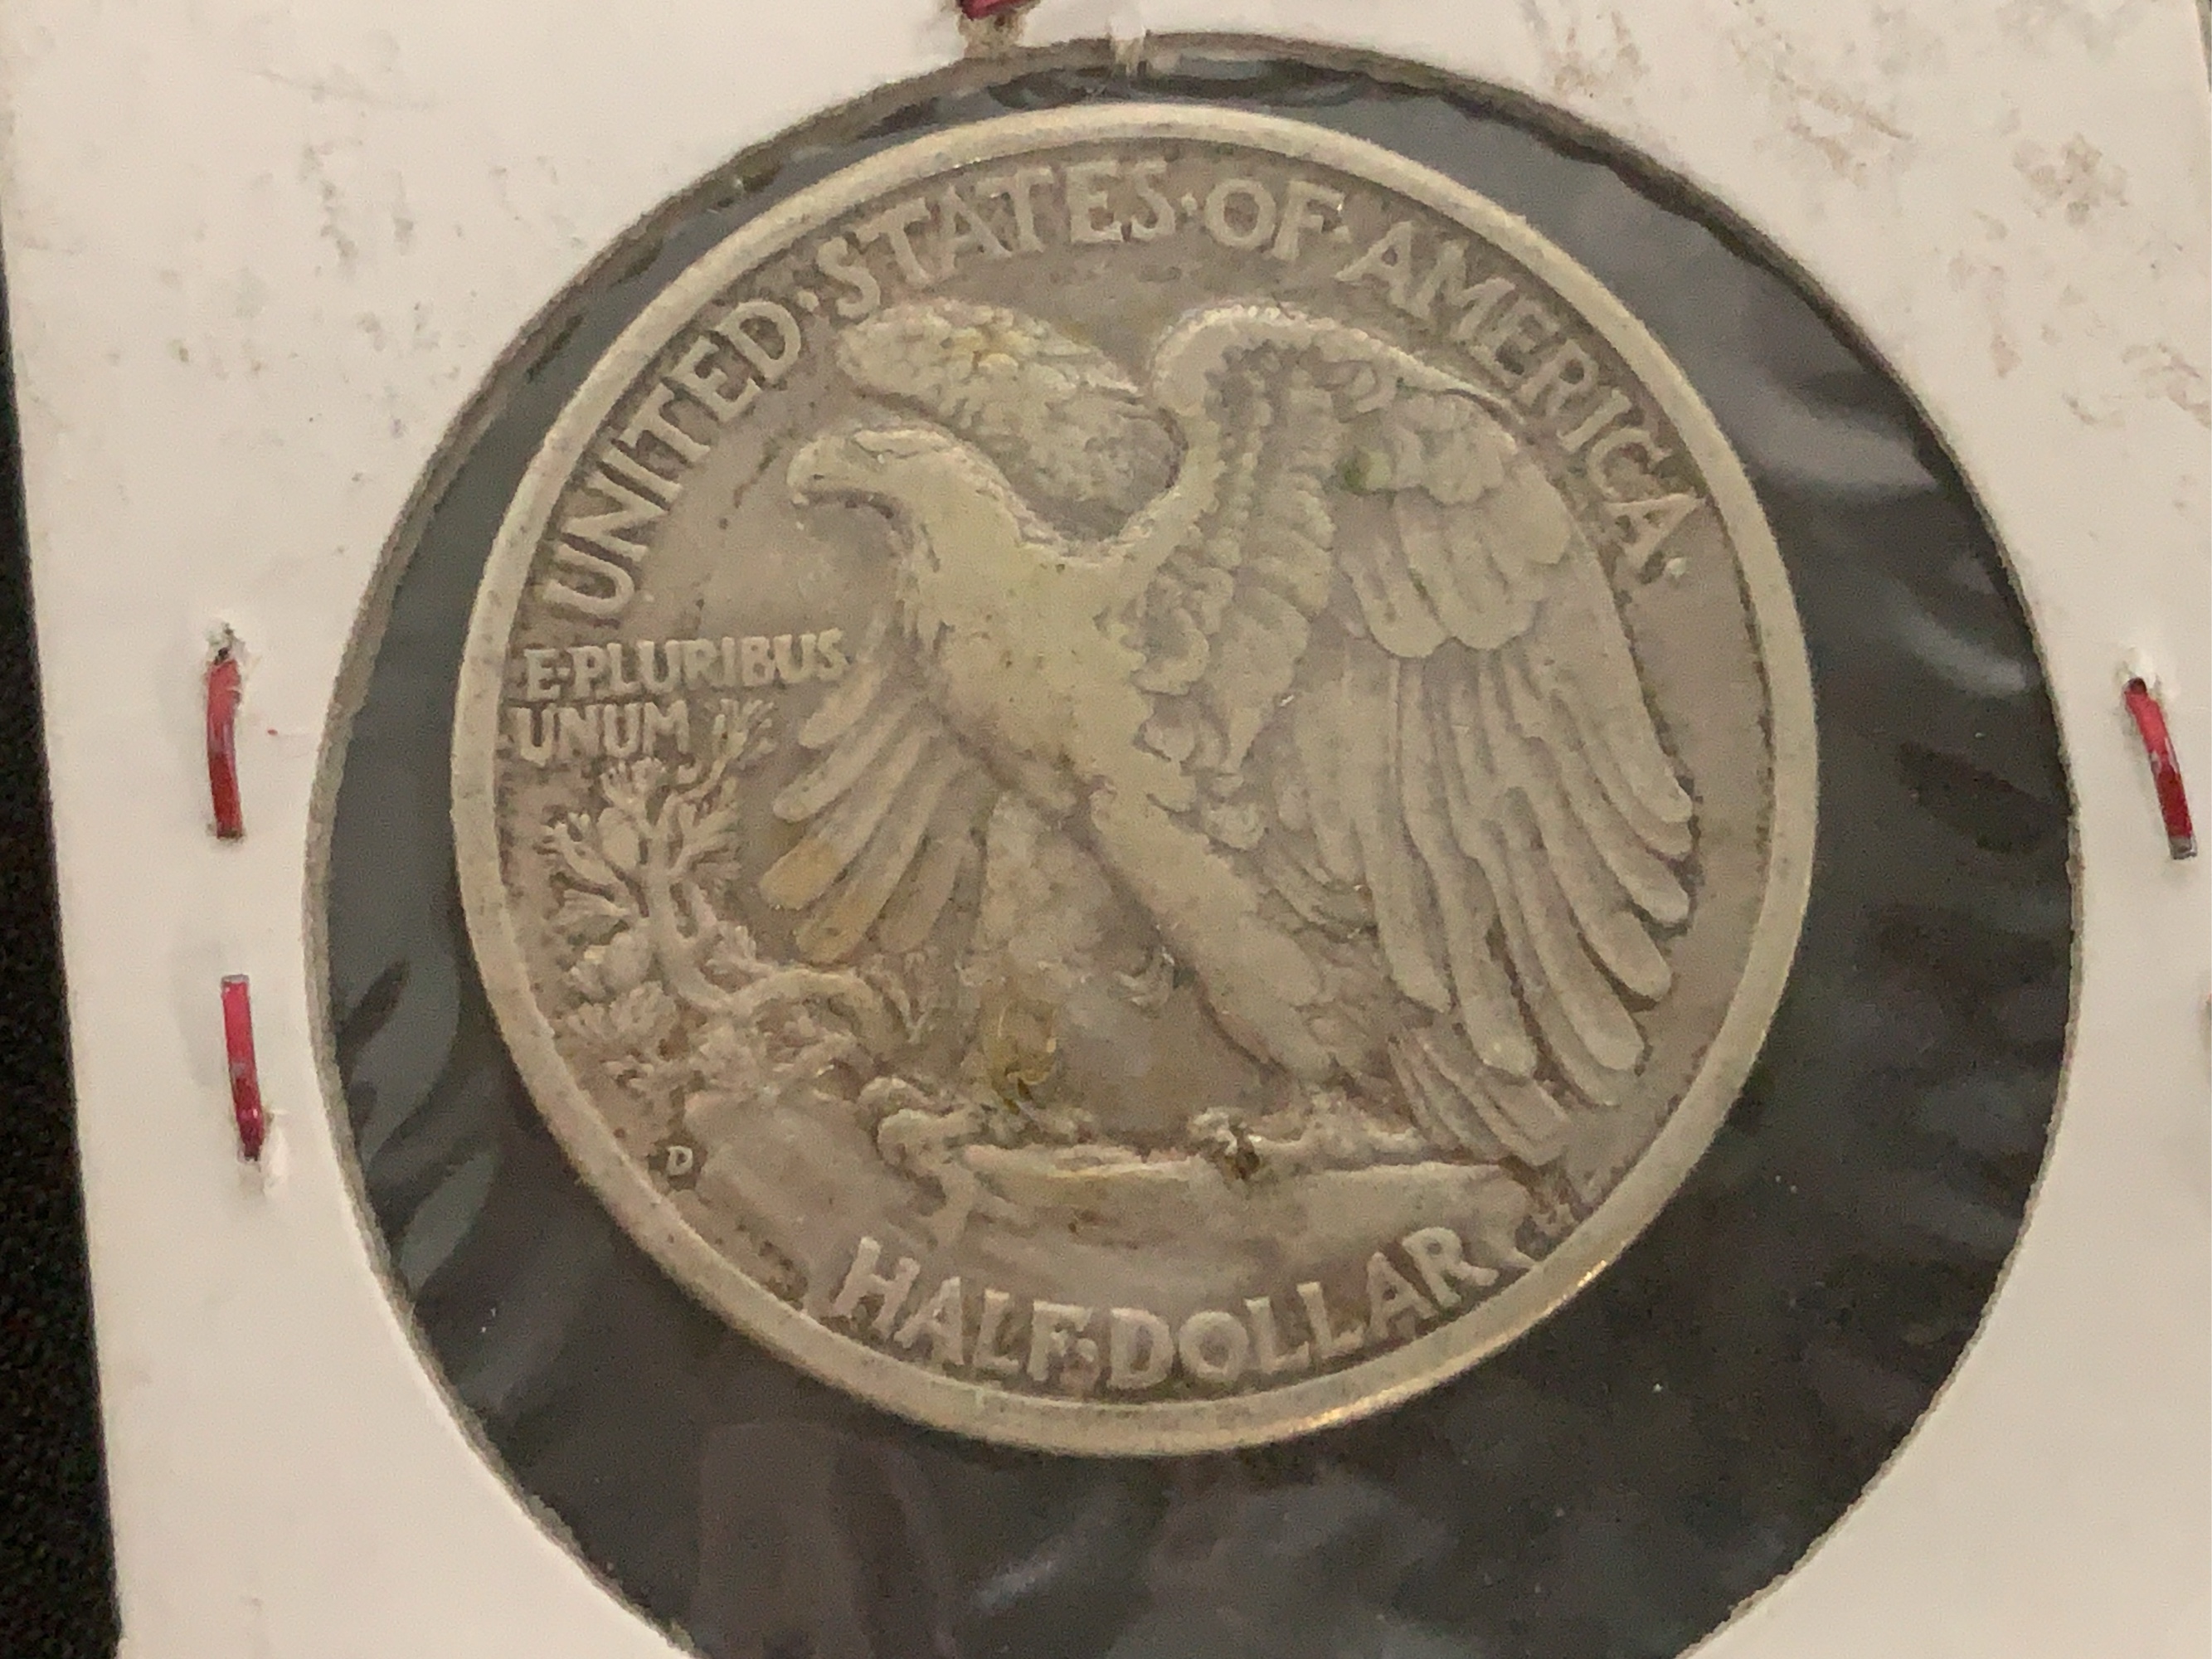 UNITED·STATES·OF·AMERICA·
E·PLURIBUS
UNUM
D
HALF·DOLLAR